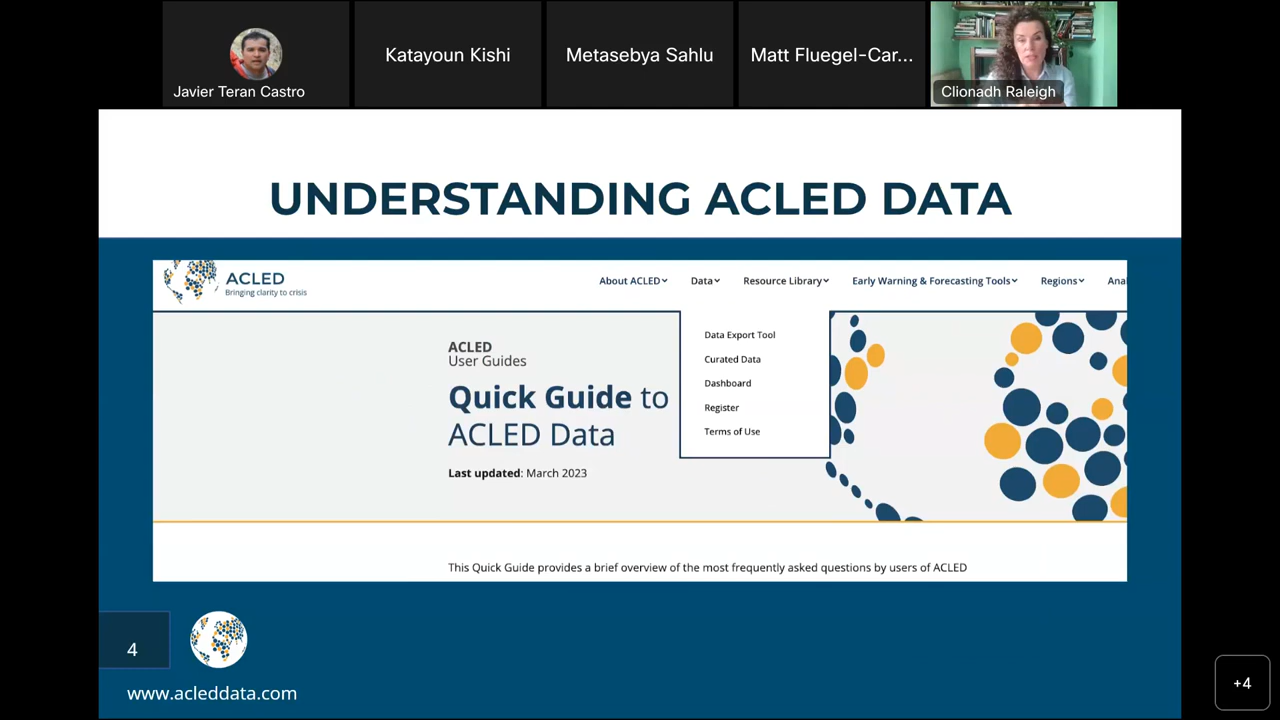 Javier Teran Castro
Katayoun Kishi
Metasebya Sahlu
Matt Fluegel-Car...
Clionadh Raleigh
UNDERSTANDING ACLED DATA
ACLED
Bringing clarity to crisis
About ACLED
Data
Resource Library
Early Warning & Forecasting Tools
Regions
Anal
Data Export Tool
Curated Data
Dashboard
Register
Terms of Use
ACLED
User Guides
Quick Guide to
ACLED Data
Last updated: March 2023
This Quick Guide provides a brief overview of the most frequently asked questions by users of ACLED
4
www.acleddata.com
+4